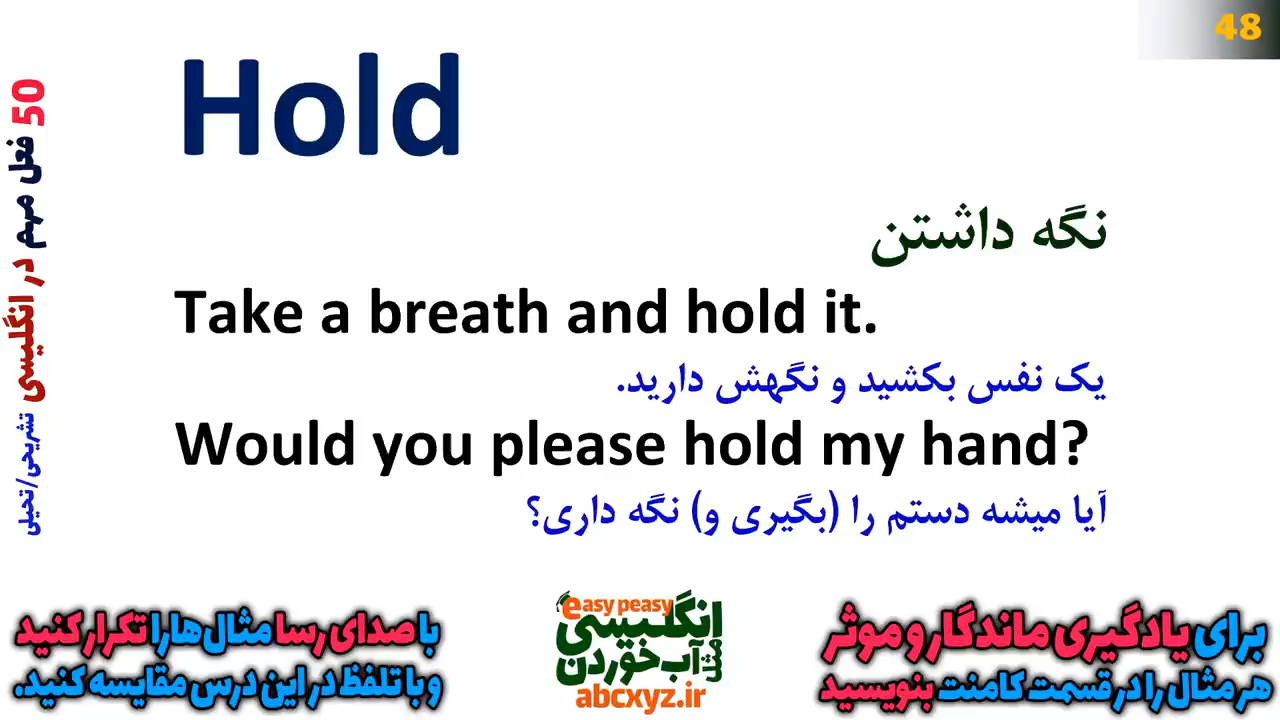 48
Hold
نگه داشتن
Take a breath and hold it.
یک نفس بکشید و نگهش دارید.
Would you please hold my hand?
آیا میشه دستم را (بگیری و) نگه داری؟
50 فعل مهم در انگلیسی تشریحی/تحیلی
برای یادگیری ماندگار و موثر
هر مثال را در قسمت کامنت بنویسید
easy peasy
انگلیسی
مثل آب خوردن
abcxyz.ir
با صدای رسا مثال‌ها را تکرار کنید
و با تلفظ در این درس مقایسه کنید.